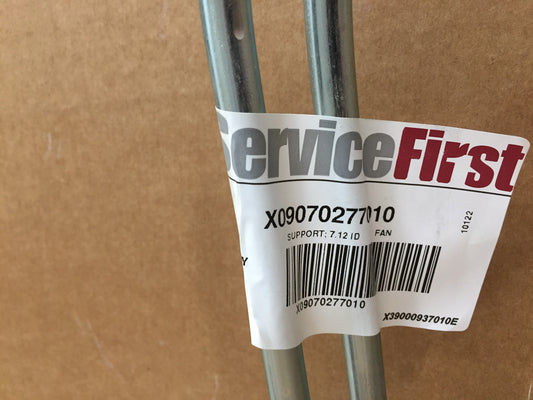 ServiceFirst
X09070277010
SUPPORT: 7.12 ID FAN
10122
Y
X09070277010
X39000937010E